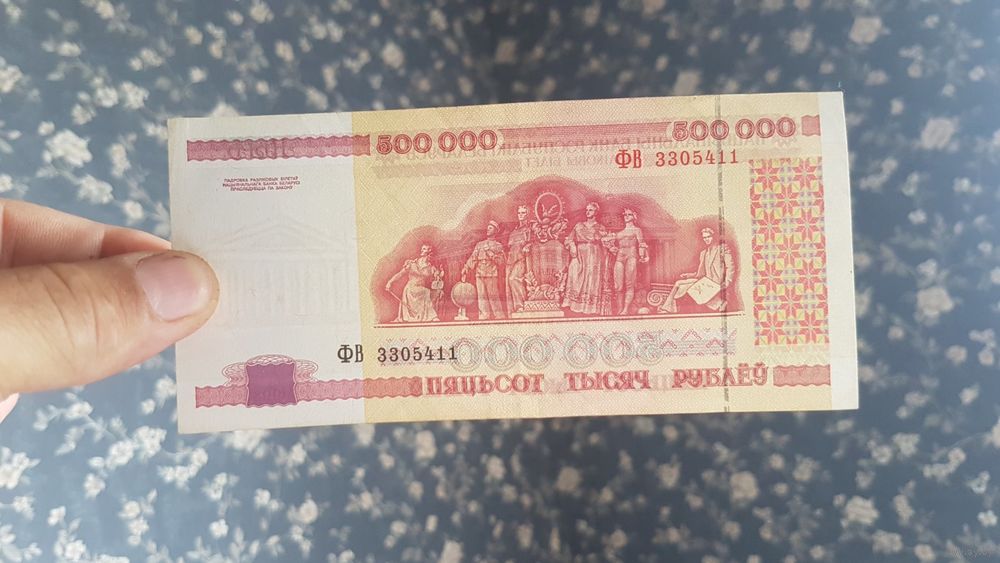 500 000
500 000
ФВ 3305411
ПАДРОБКА РАЗЛІКОВЫХ БІЛЕТАЎ
НАЦЫЯНАЛЬНАГА БАНКА БЕЛАРУСІ
ПРАСЛЕДУЕЦЦА ПА ЗАКОНУ
ФВ 3305411
ПЯЦЬСОТ ТЫСЯЧ РУБЛЁЎ